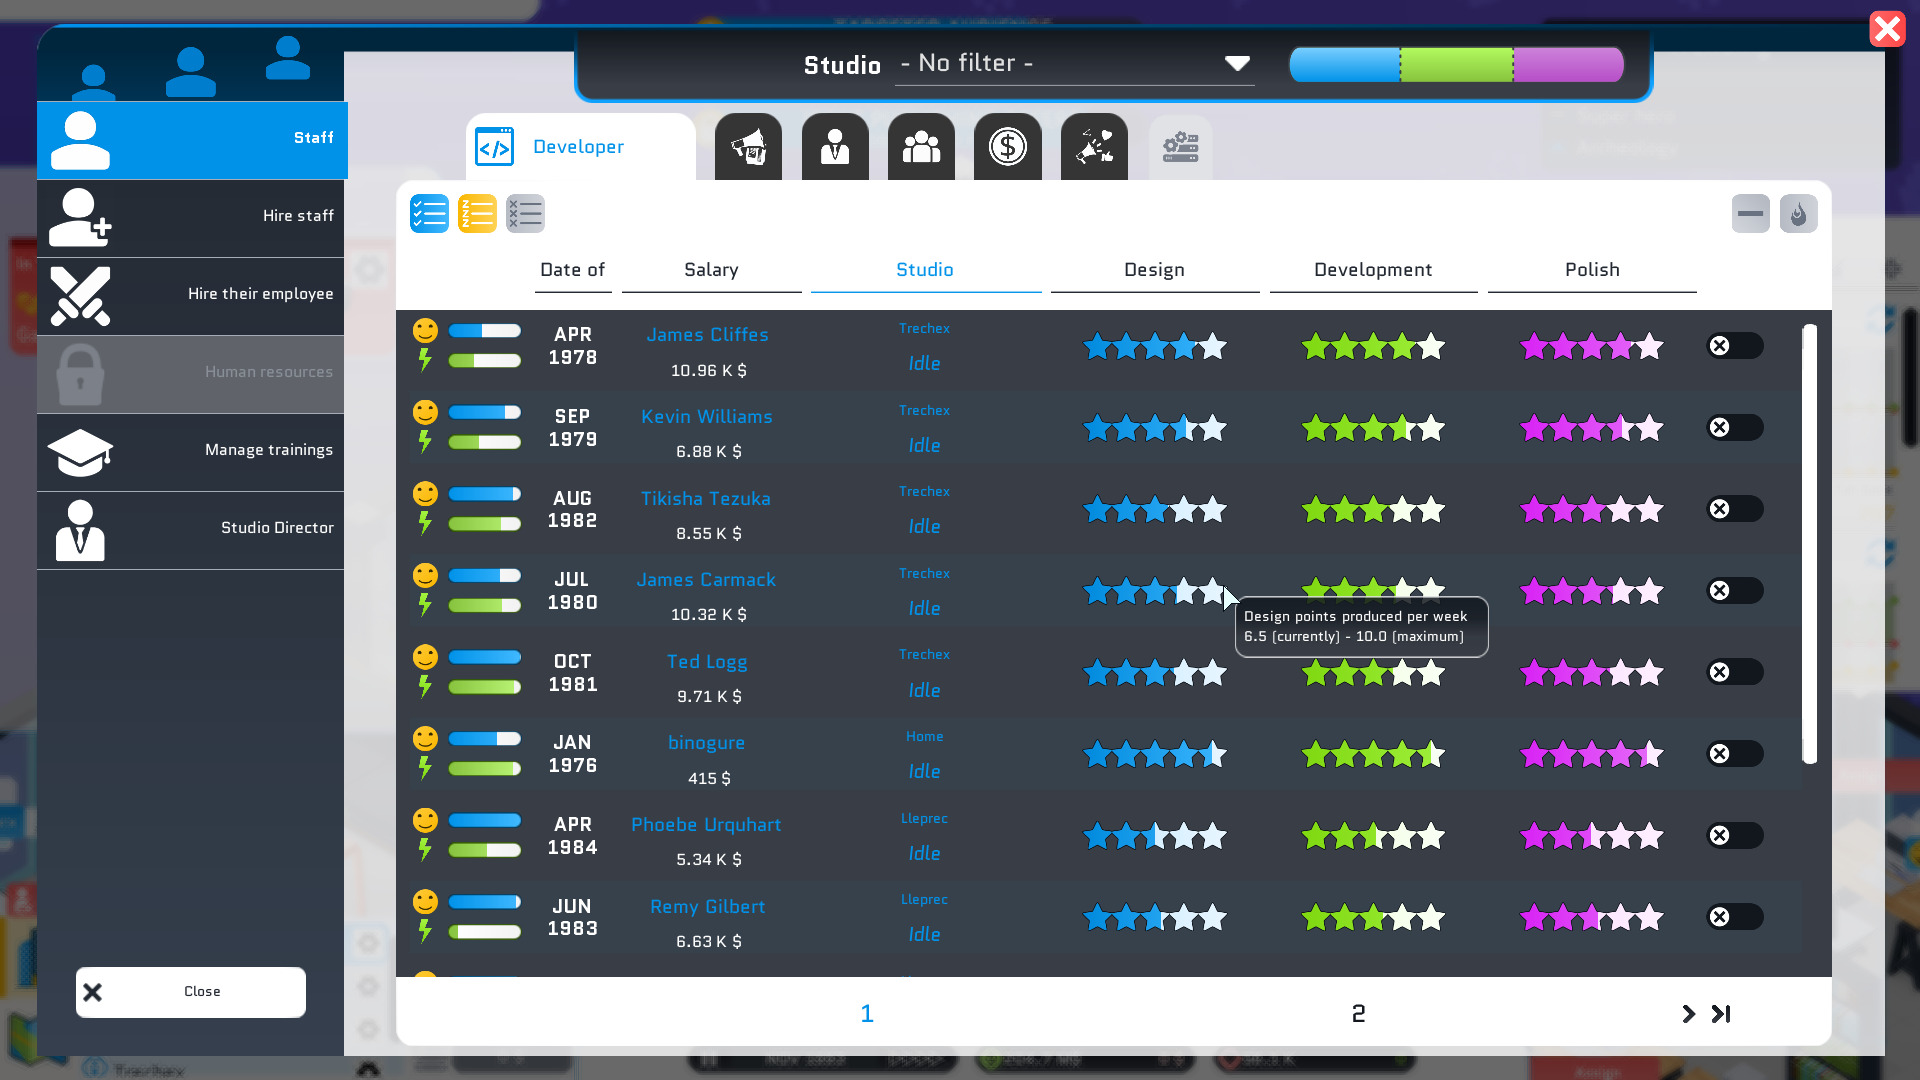 Studio
- No filter -
Staff
Hire staff
Hire their employee
Human resources
Manage trainings
Studio Director
Close
Developer
Date of
Salary
Studio
Design
Development
Polish
APR
1978
James Cliffes
10.96 K $
Trechex
Idle
SEP
1979
Kevin Williams
6.88 K $
Trechex
Idle
AUG
1982
Tikisha Tezuka
8.55 K $
Trechex
Idle
JUL
1980
James Carmack
10.32 K $
Trechex
Idle
Design points produced per week
6.5 (currently) - 10.0 (maximum)
OCT
1981
Ted Logg
9.71 K $
Trechex
Idle
JAN
1976
binogure
415 $
Home
Idle
APR
1984
Phoebe Urquhart
5.34 K $
Lleprec
Idle
JUN
1983
Remy Gilbert
6.63 K $
Lleprec
Idle
1
2
Trechex